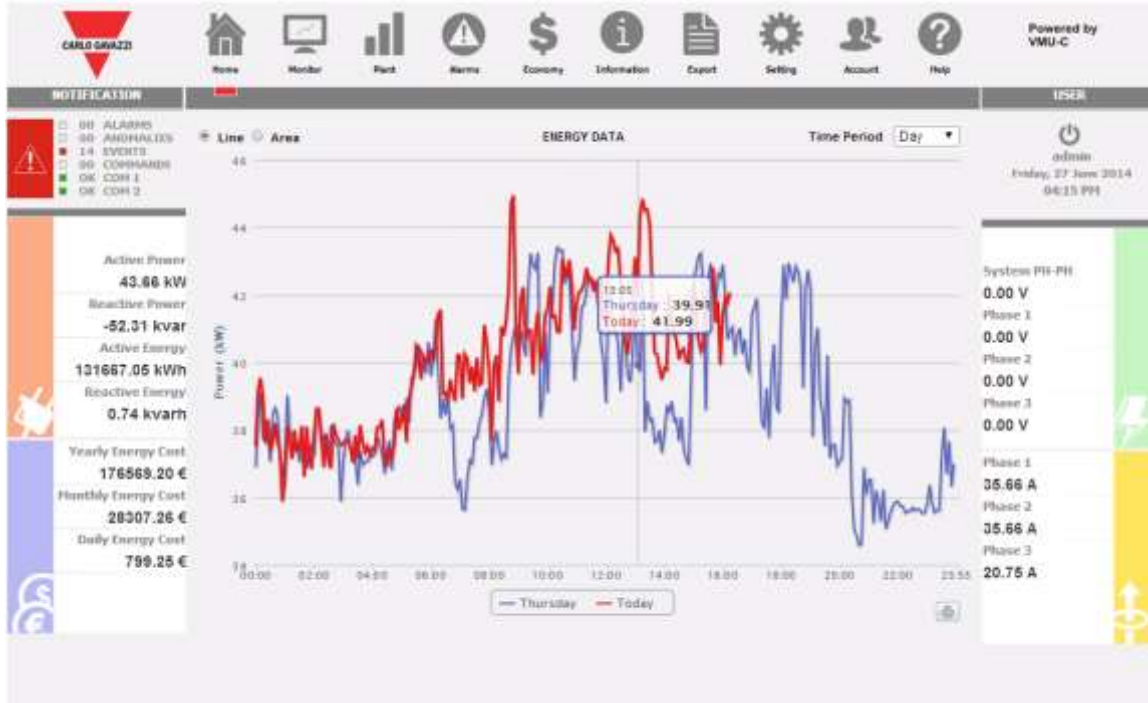 CARLO GAVAZZI
Home
Monitor
Plant
Alarms
Economy
Information
Export
Setting
Account
Help
Powered by
VMU-C
NOTIFICATION
USER
00 ALARMS
00 ANOMALIES
14 EVENTS
00 COMMANDS
OK COM 1
OK COM 2
Line
Area
ENERGY DATA
Time Period
Day
admin
Friday, 27 June 2014
04:15 PM
Active Power
43.66 kW
Reactive Power
-52.31 kvar
Active Energy
131667.05 kWh
Reactive Energy
0.74 kvarh
Yearly Energy Cost
176569.20 €
Monthly Energy Cost
28307.26 €
Daily Energy Cost
799.25 €
Power (kW)
46
44
42
40
38
36
13:05
Thursday : 39.91
Today : 41.99
00:00
02:00
04:00
06:00
08:00
10:00
12:00
14:00
16:00
18:00
20:00
22:00
23:55
Thursday
Today
System PH-PH
0.00 V
Phase 1
0.00 V
Phase 2
0.00 V
Phase 3
0.00 V
Phase 1
35.66 A
Phase 2
35.66 A
Phase 3
20.75 A